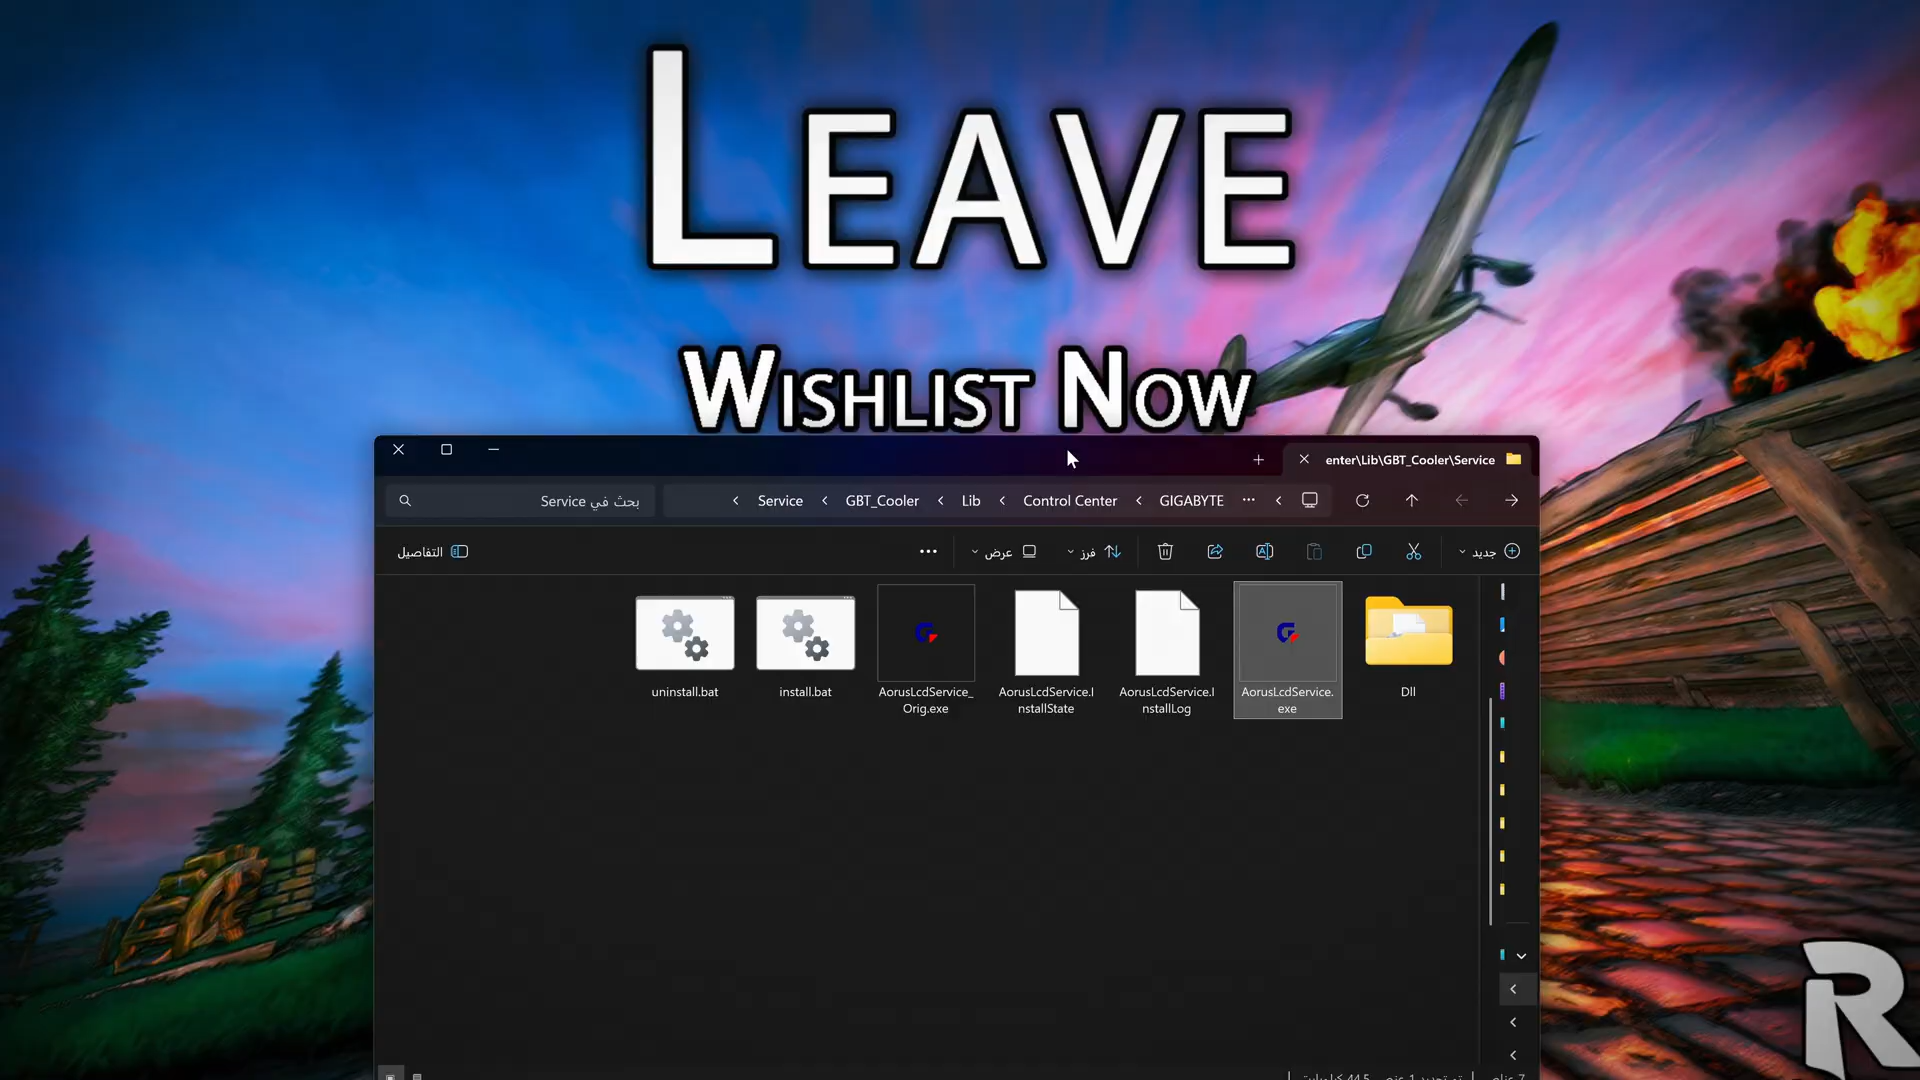 LEAVE
WISHLIST NOW
enter\Lib\GBT_Cooler\Service
GIGABYTE
Control Center
Lib
GBT_Cooler
Service
بحث في Service
جديد
فرز
عرض
التفاصيل
Dll
AorusLcdService.
exe
AorusLcdService.I
nstallLog
AorusLcdService.I
nstallState
AorusLcdService_
Orig.exe
install.bat
uninstall.bat
R